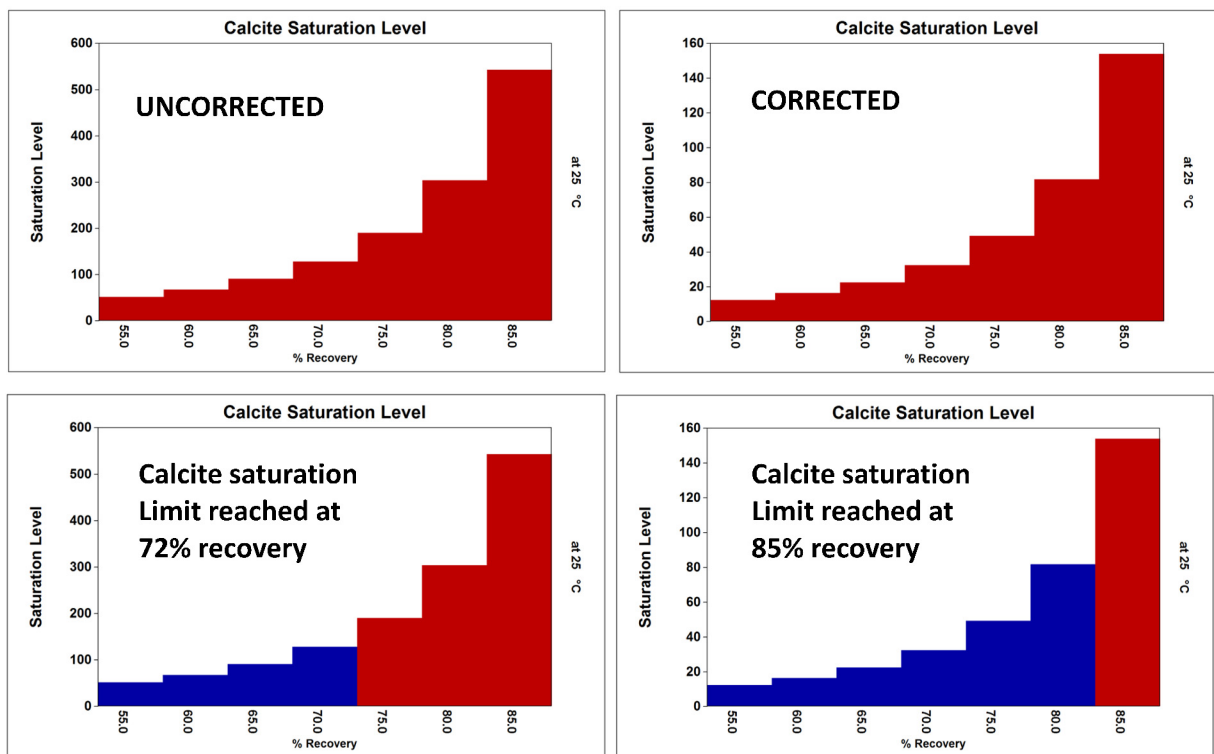 Calcite Saturation Level
600
500
400
300
200
100
0
Saturation Level
UNCORRECTED
at 25 °C
55.0
60.0
65.0
70.0
75.0
80.0
85.0
% Recovery
Calcite Saturation Level
160
140
120
100
80
60
40
20
0
Saturation Level
CORRECTED
at 25 °C
55.0
60.0
65.0
70.0
75.0
80.0
85.0
% Recovery
Calcite Saturation Level
600
500
400
300
200
100
0
Saturation Level
Calcite saturation
Limit reached at
72% recovery
55.0
60.0
65.0
70.0
75.0
80.0
85.0
% Recovery
at 25 °C
Calcite Saturation Level
160
140
120
100
80
60
40
20
0
Saturation Level
Calcite saturation
Limit reached at
85% recovery
at 25 °C
55.0
60.0
65.0
70.0
75.0
80.0
85.0
% Recovery